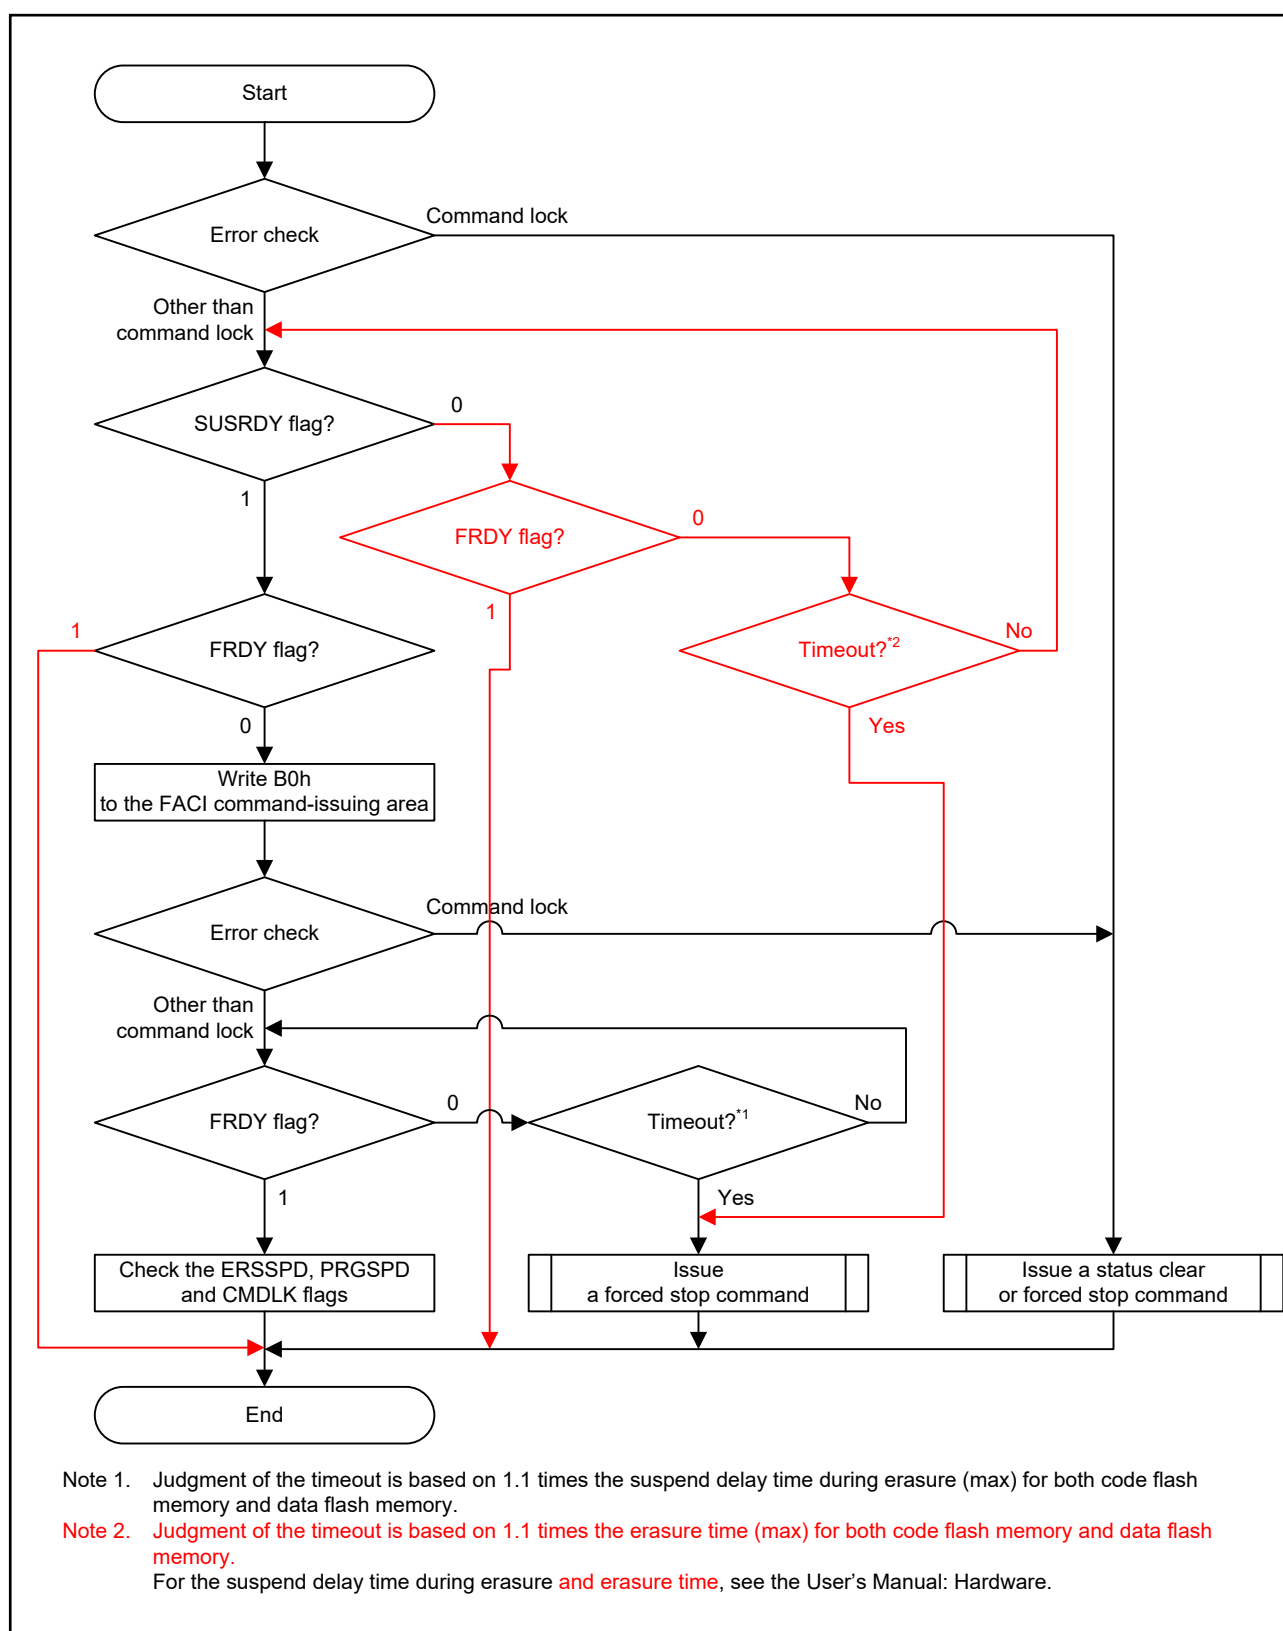 Start
Error check
Command lock
Other than
command lock
SUSRDY flag?
0
1
FRDY flag?
0
1
Timeout?*2
No
Yes
1
FRDY flag?
0
Write B0h
to the FACI command-issuing area
Error check
Command lock
Other than
command lock
FRDY flag?
0
1
Timeout?*1
No
Yes
Check the ERSSPD, PRGSPD
and CMDLK flags
Issue
a forced stop command
Issue a status clear
or forced stop command
End
Note 1. Judgment of the timeout is based on 1.1 times the suspend delay time during erasure (max) for both code flash
memory and data flash memory.
Note 2. Judgment of the timeout is based on 1.1 times the erasure time (max) for both code flash memory and data flash
memory.
For the suspend delay time during erasure and erasure time, see the User's Manual: Hardware.